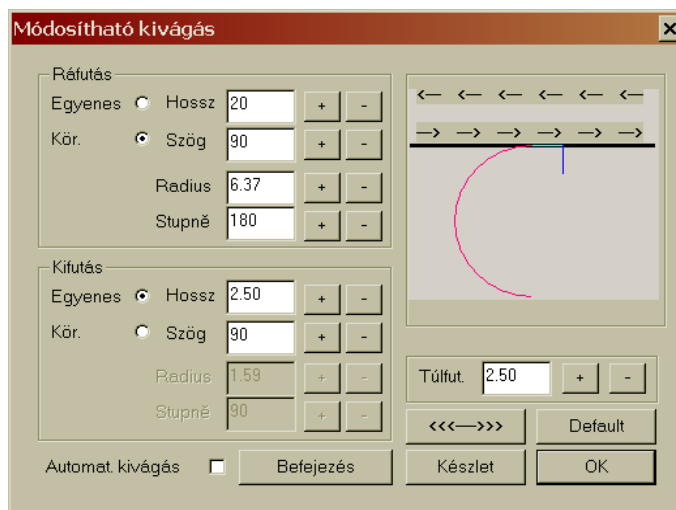 Módosítható kivágás
Ráfutás
Egyenes Hossz 20 + -
Kör. Szög 90 + -
Radius 6.37 + -
Stupně 180 + -
Kifutás
Egyenes Hossz 2.50 + -
Kör. Szög 90 + -
Radius 1.59 + -
Stupně 90 + -
Automat. kivágás Befejezés
<— <— <— <— <— <—
—> —> —> —> —> —>
Túlfut. 2.50 + -
<<<—>>> Default
Készlet OK